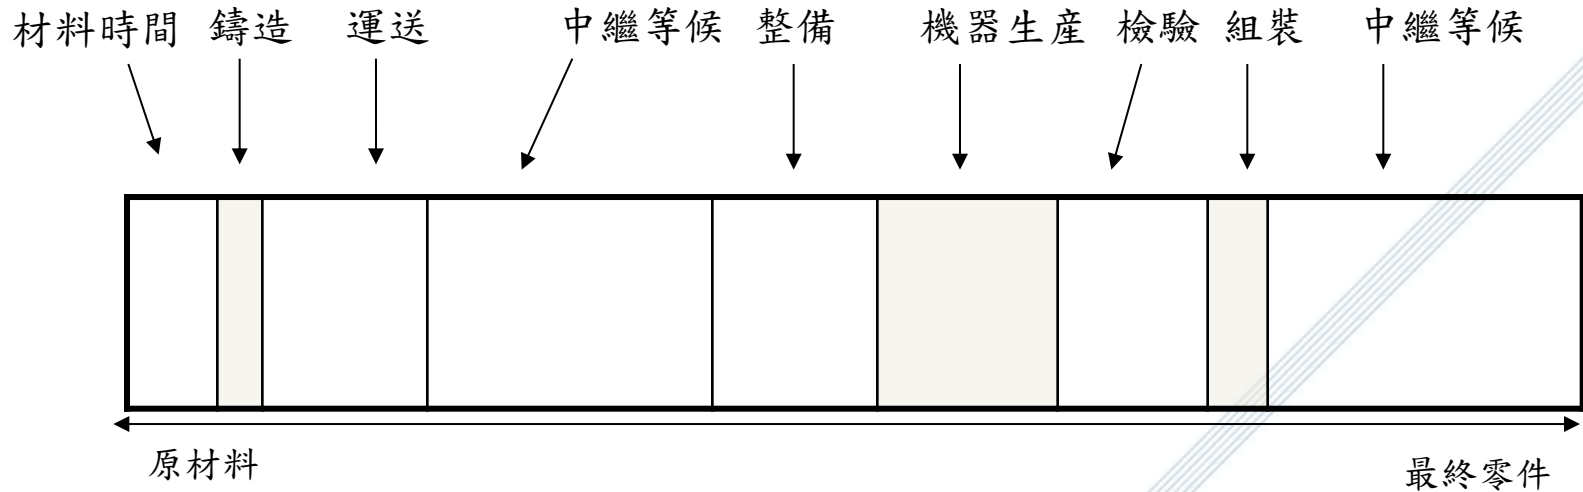 材料時間 鑄造 運送 中繼等候 整備 機器生產 檢驗 組裝 中繼等候
原材料
最終零件